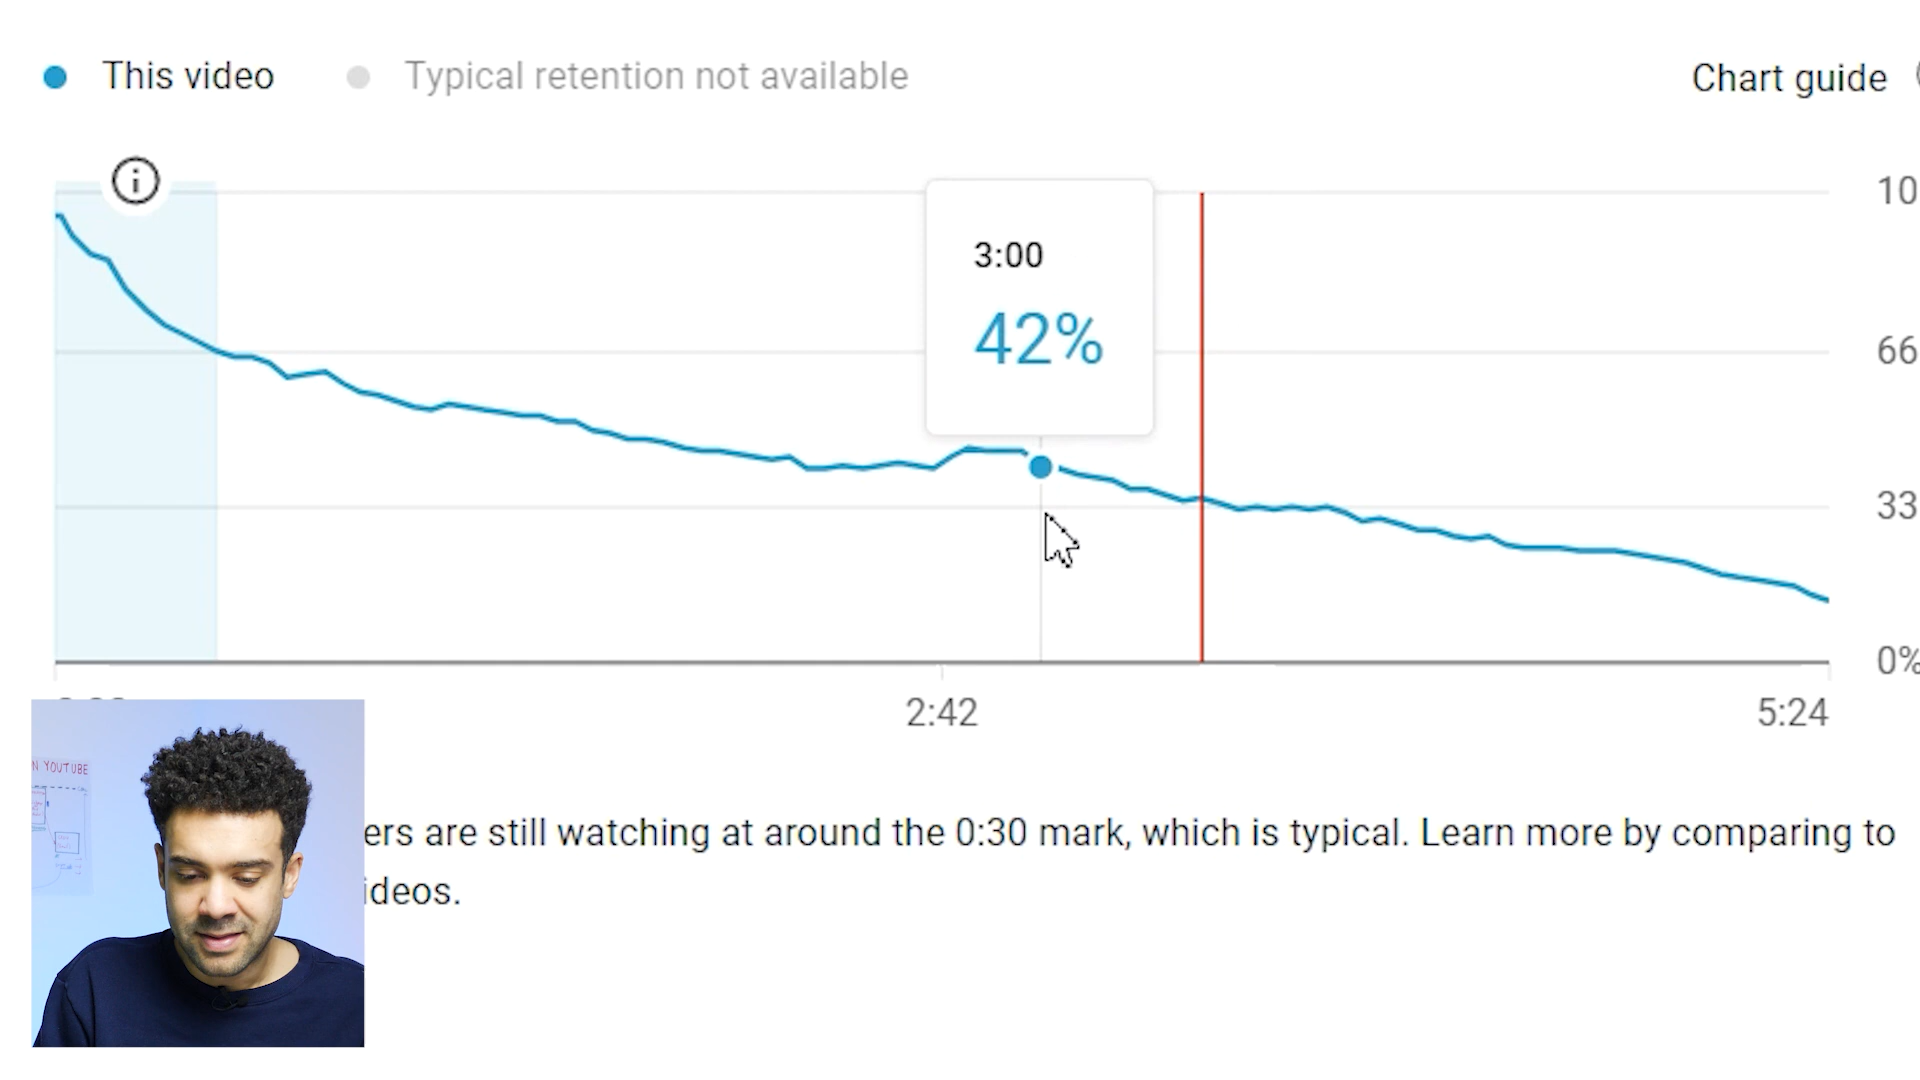 This video
Typical retention not available
Chart guide
10
3:00
42%
66
33
0%
2:42
5:24
N YOUTUBE
ers are still watching at around the 0:30 mark, which is typical. Learn more by comparing to
ideos.